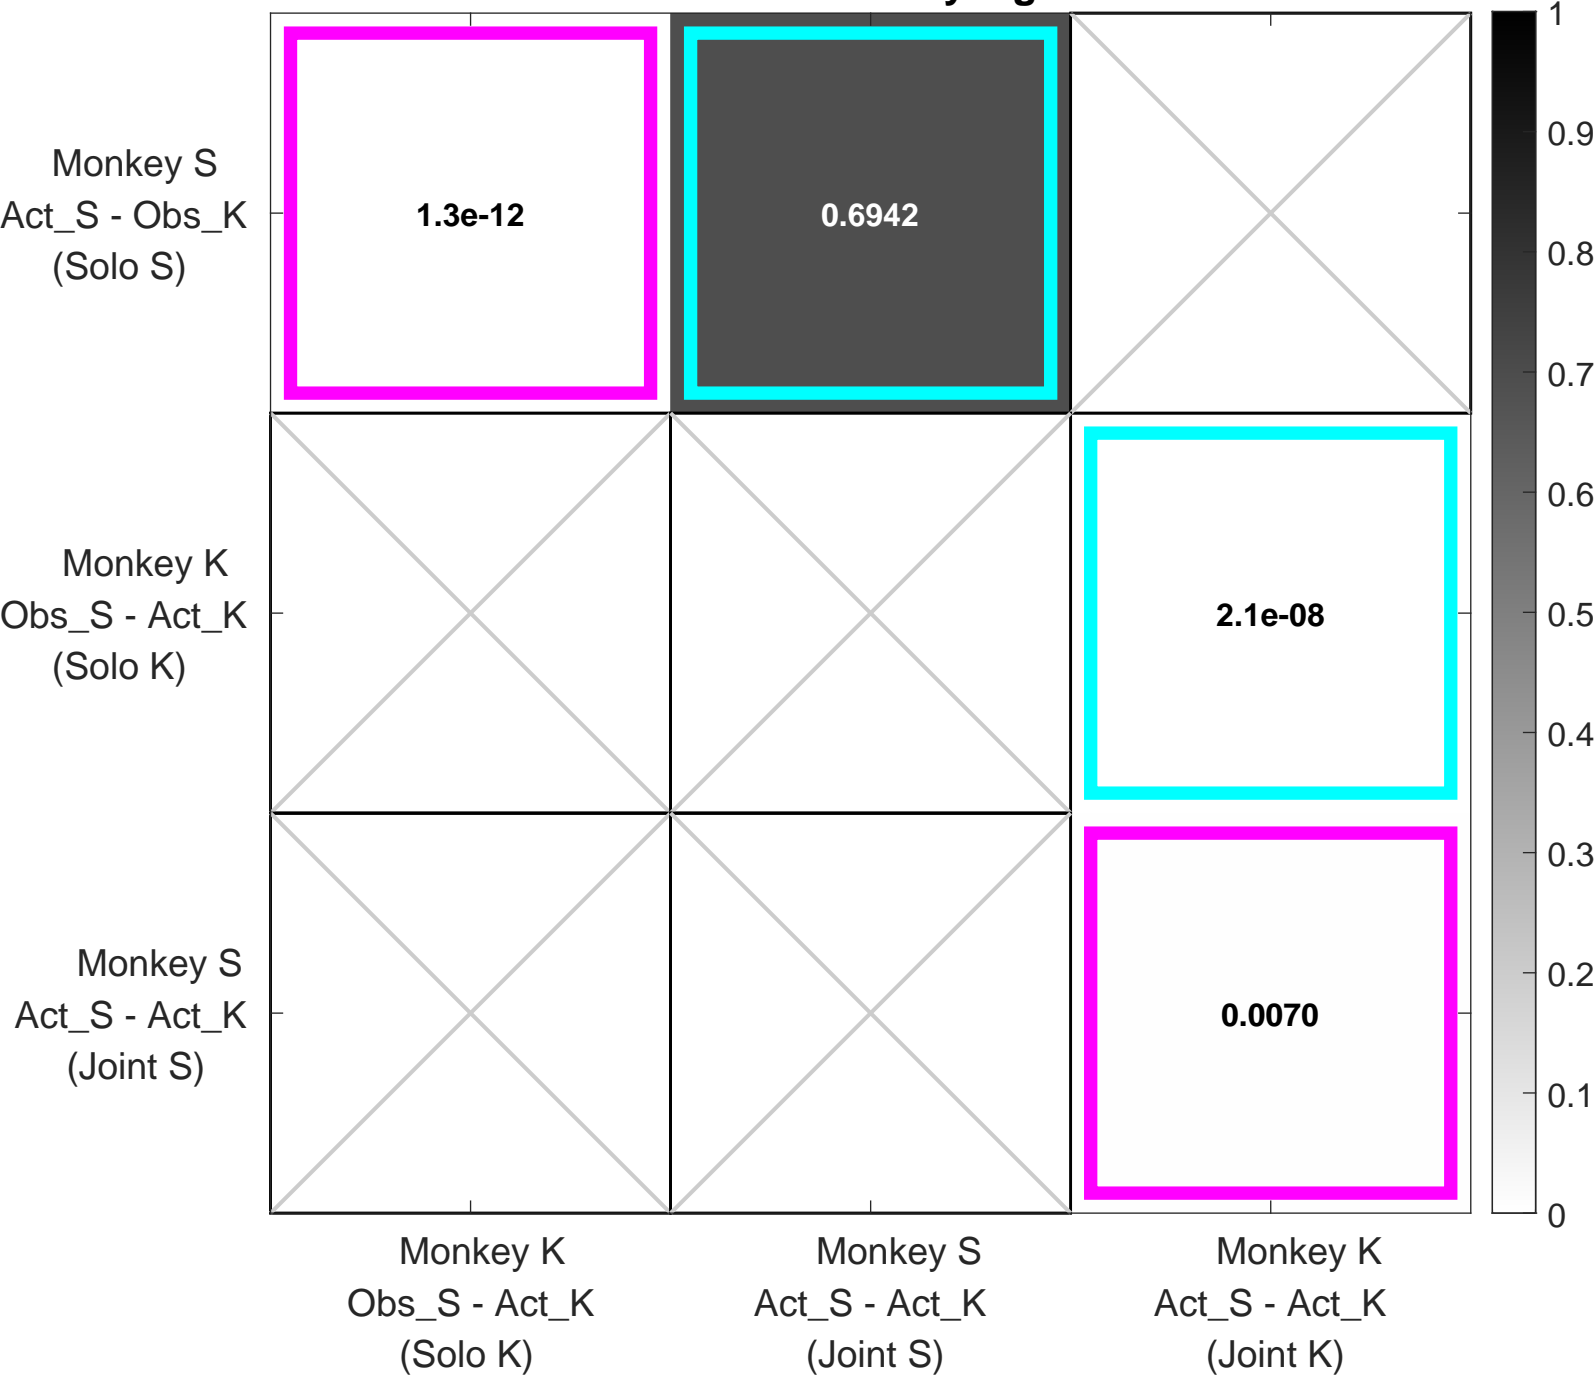 1
0.9
Monkey S
Act_S - Obs_K
(Solo S)
1.3e-12
0.6942
0.8
0.7
0.6
Monkey K
Obs_S - Act_K
(Solo K)
2.1e-08
0.5
0.4
0.3
Monkey S
Act_S - Act_K
(Joint S)
0.0070
0.2
0.1
0
Monkey K
Obs_S - Act_K
(Solo K)
Monkey S
Act_S - Act_K
(Joint S)
Monkey K
Act_S - Act_K
(Joint K)